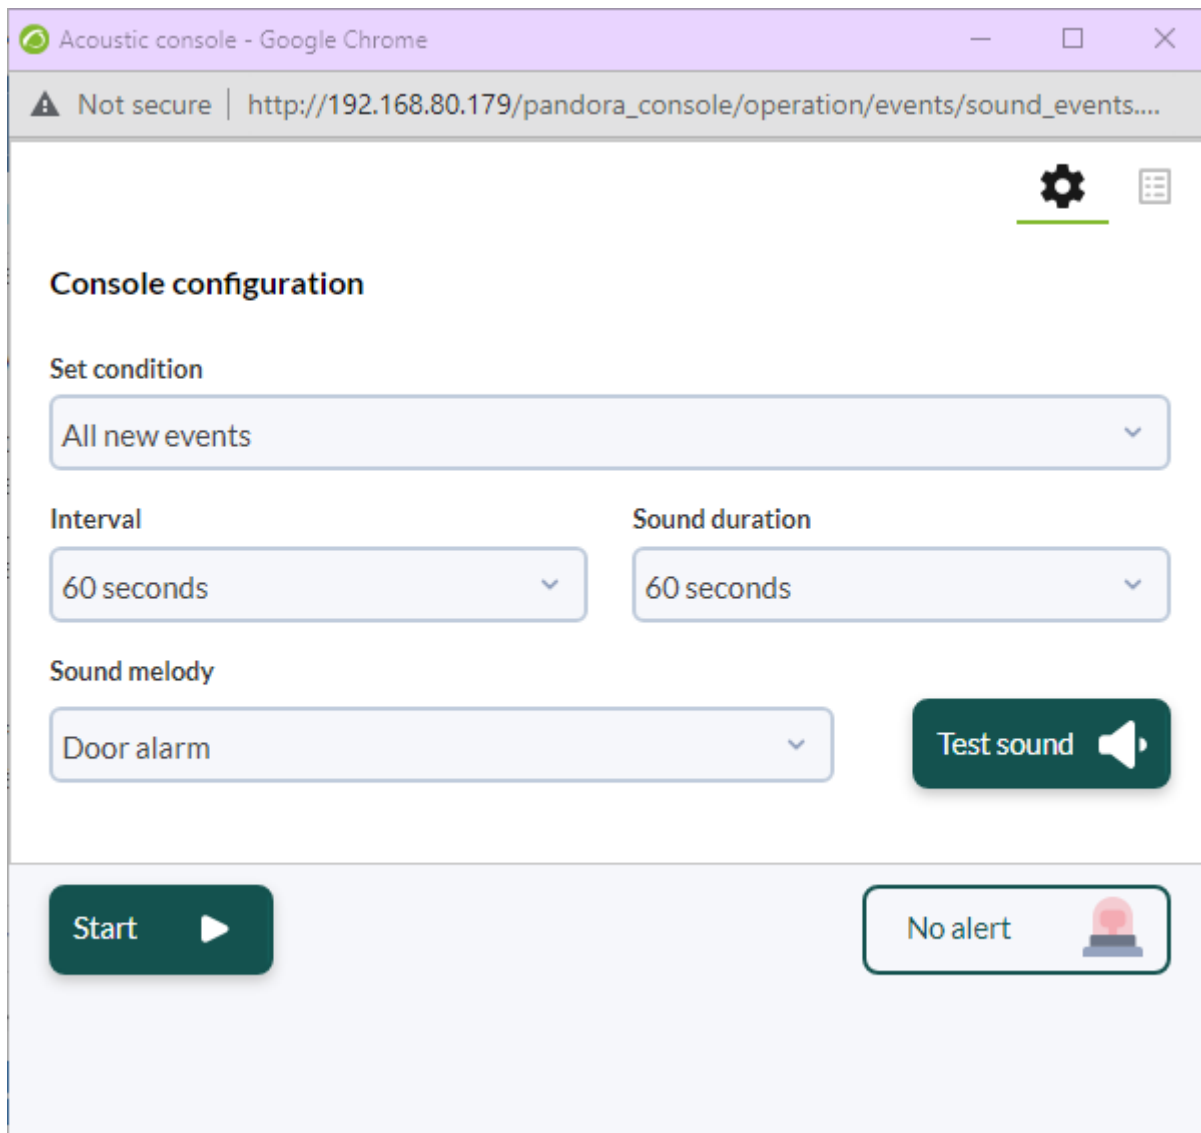 Acoustic console - Google Chrome
Not secure | http://192.168.80.179/pandora_console/operation/events/sound_events....
Console configuration
Set condition
All new events
Interval
Sound duration
60 seconds
60 seconds
Sound melody
Door alarm
Test sound
Start
No alert